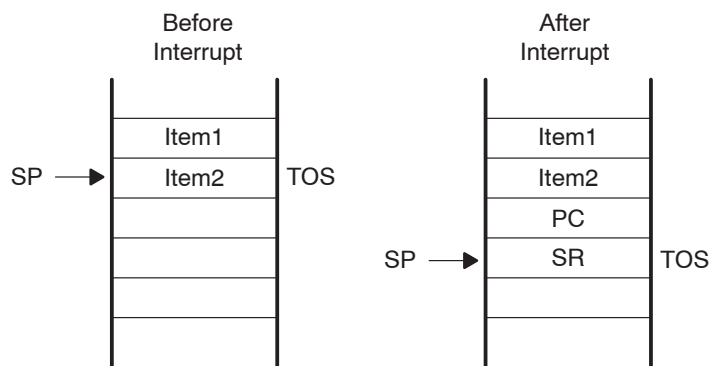 Before
Interrupt
Item1
SP
Item2
TOS
After
Interrupt
Item1
Item2
PC
SP
SR
TOS